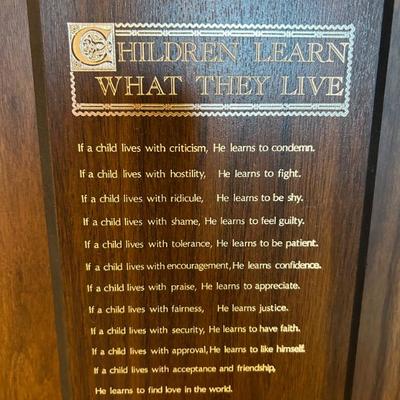 CHILDREN LEARN
WHAT THEY LIVE
If a child lives with criticism, He learns to condemn.
If a child lives with hostility, He learns to fight.
If a child lives with ridicule, He learns to be shy.
If a child lives with shame, He learns to feel guilty.
If a child lives with tolerance, He learns to be patient.
If a child lives with encouragement, He learns confidence.
If a child lives with praise, He learns to appreciate.
If a child lives with fairness, He learns justice.
If a child lives with security, He learns to have faith.
If a child lives with approval, He learns to like himself.
If a child lives with acceptance and friendship,
He learns to find love in the world.